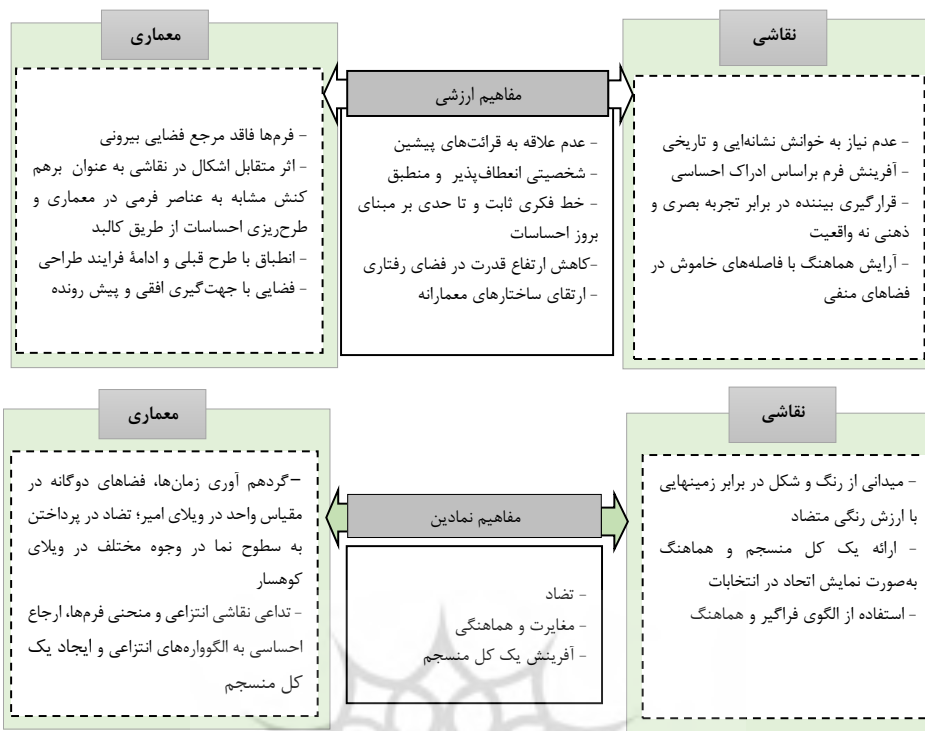 نقاشی
- عدم نیاز به خوانش نشانه‌ایی و تاریخی
- آفرینش فرم براساس ادراک احساسی
- قرارگیری بیننده در برابر تجربه بصری و
ذهنی نه واقعیت
- آرایش هماهنگ با فاصله‌های خاموش در
فضاهای منفی
مفاهیم ارزشی
- عدم علاقه به قرائت‌های پیشین
- شخصیتی انعطاف‌پذیر و منطبق
- خط فکری ثابت و تا حدی بر مبنای
بروز احساسات
-کاهش ارتفاع قدرت در فضای رفتاری
- ارتقای ساختارهای معمارانه
معماری
- فرم‌ها فاقد مرجع فضایی بیرونی
- اثر متقابل اشکال در نقاشی به عنوان برهم
کنش مشابه به عناصر فرمی در معماری و
طرح‌ریزی احساسات از طریق کالبد
- انطباق با طرح قبلی و ادامۀ فرایند طراحی
- فضایی با جهت‌گیری افقی و پیش رونده
نقاشی
- میدانی از رنگ و شکل در برابر زمینهایی
با ارزش رنگی متضاد
- ارائه یک کل منسجم و هماهنگ
به‌صورت نمایش اتحاد در انتخابات
- استفاده از الگوی فراگیر و هماهنگ
مفاهیم نمادین
- تضاد
- مغایرت و هماهنگی
- آفرینش یک کل منسجم
معماری
-گردهم آوری زمان‌ها، فضاهای دوگانه در
مقیاس واحد در ویلای امیر؛ تضاد در پرداختن
به سطوح نما در وجوه مختلف در ویلای
کوهسار
- تداعی نقاشی انتزاعی و منحنی فرم‌ها، ارجاع
احساسی به الگوواره‌های انتزاعی و ایجاد یک
کل منسجم